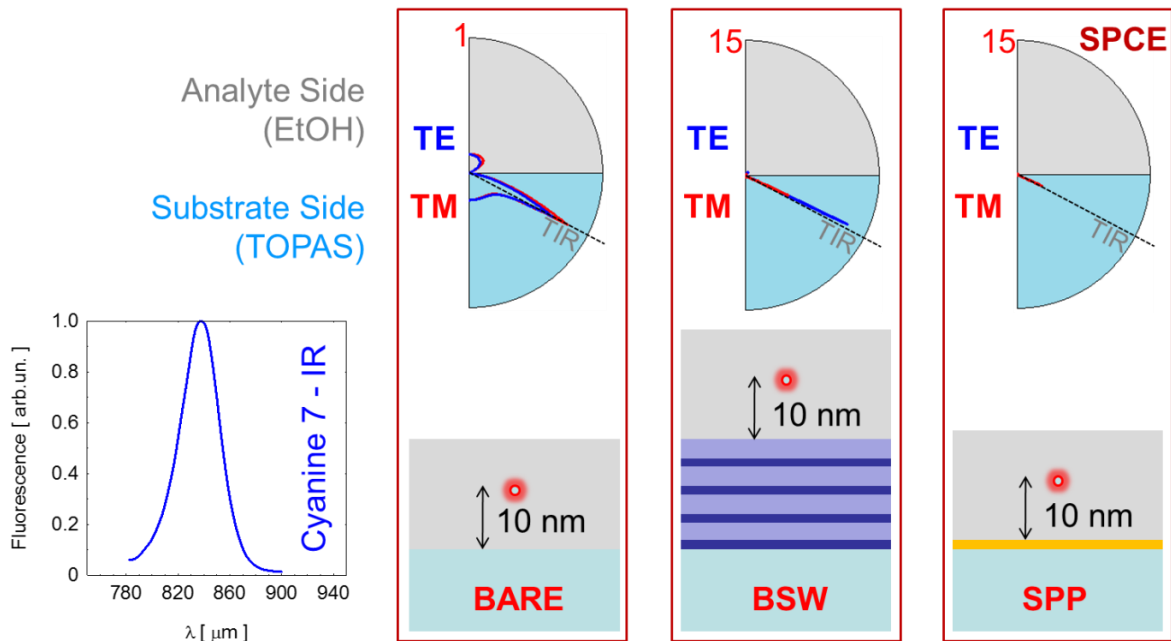 Analyte Side
(EtOH)
Substrate Side
(TOPAS)
Fluorescence [ arb.un. ]
1.0
0.8
0.6
0.4
0.2
0
780 820 860 900 940
λ [ μm ]
Cyanine 7 - IR
1
TE
TM
TIR
10 nm
BARE
15
TE
TM
TIR
10 nm
BSW
15
SPCE
TE
TM
TIR
10 nm
SPP